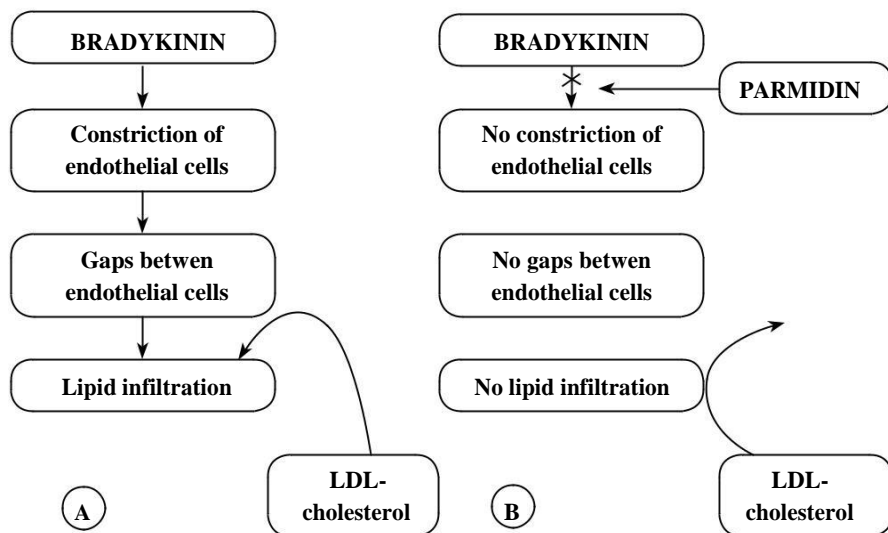 BRADYKININ
Constriction of
endothelial cells
Gaps betwen
endothelial cells
Lipid infiltration
LDL-
cholesterol
A
BRADYKININ
PARMIDIN
No constriction of
endothelial cells
No gaps betwen
endothelial cells
No lipid infiltration
LDL-
cholesterol
B